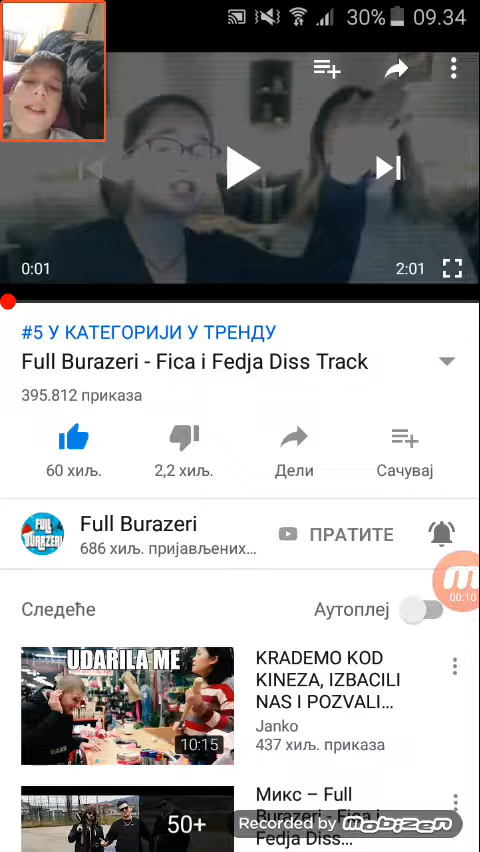 30% 09.34
0:01 2:01
#5 У КАТЕГОРИЈИ У ТРЕНДУ
Full Burazeri - Fica i Fedja Diss Track
395.812 приказа
60 хиљ. 2,2 хиљ. Дели Сачувај
FULL BURAZERI
Full Burazeri
686 хиљ. пријављених...
ПРАТИТЕ
00:10
Следеће Аутоплеј
UDARILA ME
10:15
KRADEMO KOD
KINEZA, IZBACILI
NAS I POZVALI...
Janko
437 хиљ. приказа
50+
Микс – Full
Burazeri - Fica i
Fedja Diss...
Recorded by mobizen